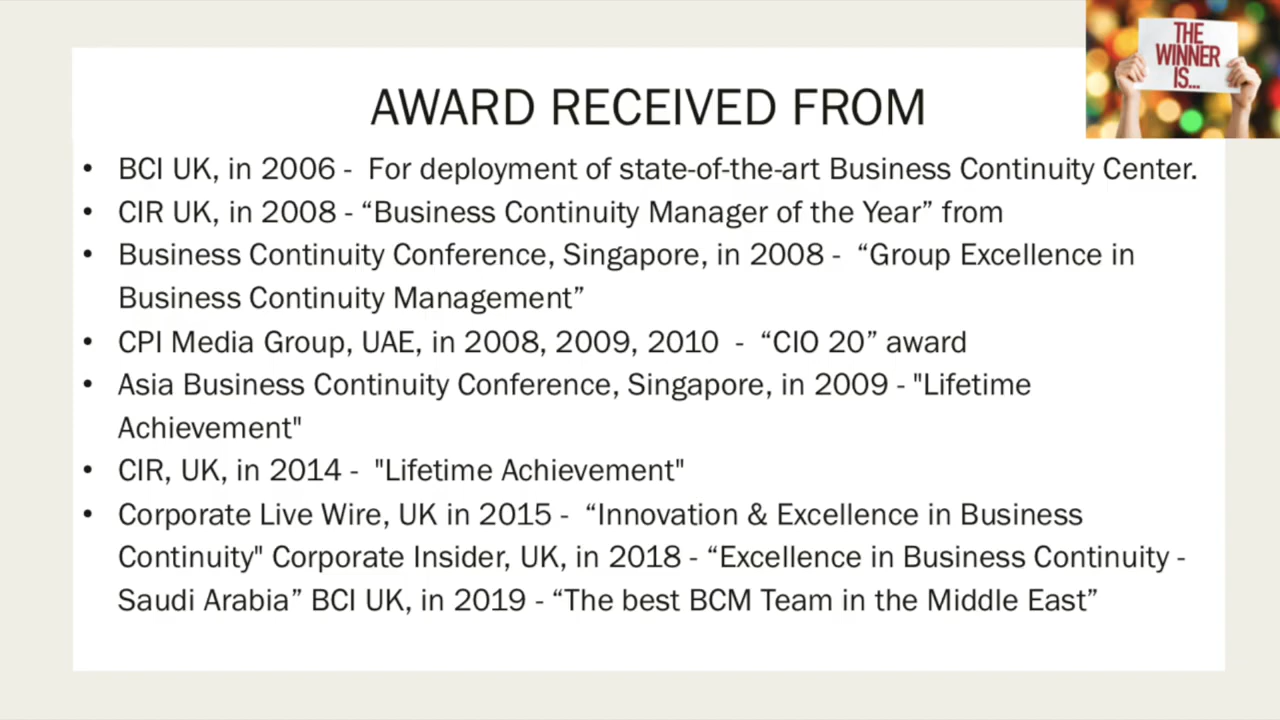 THE
WINNER
IS...
AWARD RECEIVED FROM
• BCI UK, in 2006 - For deployment of state-of-the-art Business Continuity Center.
• CIR UK, in 2008 - “Business Continuity Manager of the Year” from
• Business Continuity Conference, Singapore, in 2008 - “Group Excellence in
Business Continuity Management”
• CPI Media Group, UAE, in 2008, 2009, 2010 - “CIO 20” award
• Asia Business Continuity Conference, Singapore, in 2009 - "Lifetime
Achievement"
• CIR, UK, in 2014 - "Lifetime Achievement"
• Corporate Live Wire, UK in 2015 - “Innovation & Excellence in Business
Continuity" Corporate Insider, UK, in 2018 - “Excellence in Business Continuity -
Saudi Arabia” BCI UK, in 2019 - “The best BCM Team in the Middle East”